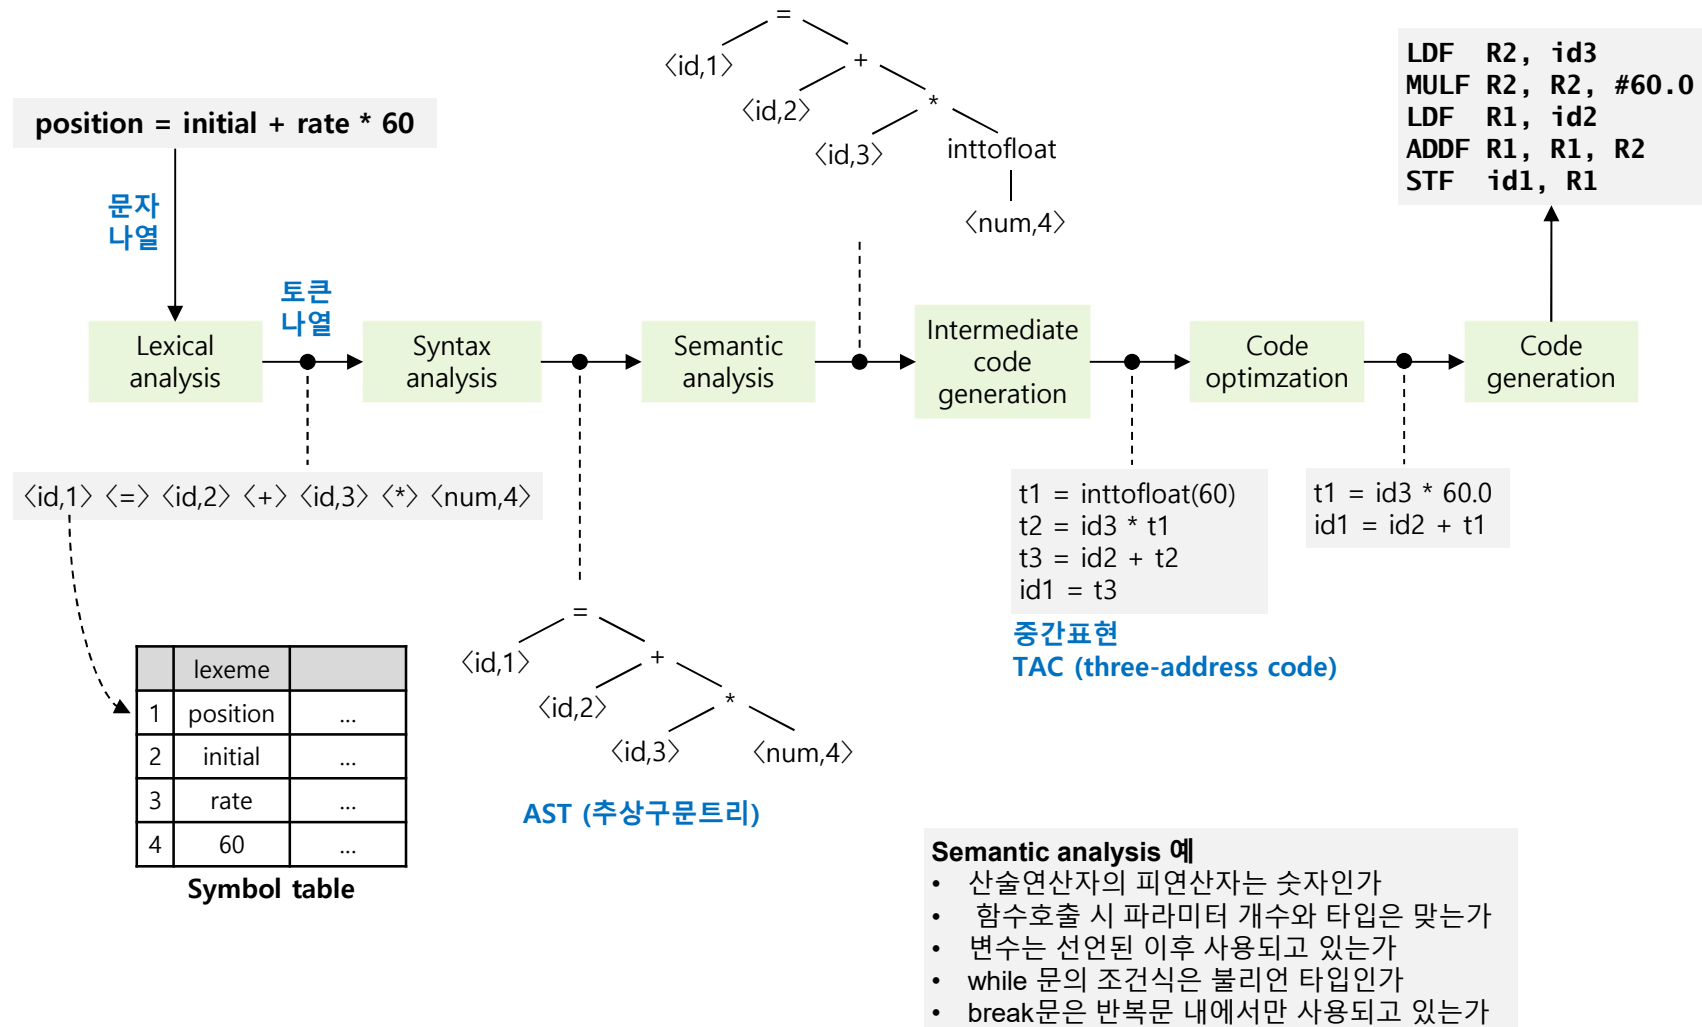 =
〈id,1〉
+
〈id,2〉
*
〈id,3〉
inttofloat
〈num,4〉
LDF R2, id3
MULF R2, R2, #60.0
LDF R1, id2
ADDF R1, R1, R2
STF id1, R1
position = initial + rate * 60
문자
나열
토큰
나열
Lexical
analysis
Syntax
analysis
Semantic
analysis
Intermediate
code
generation
Code
optimzation
Code
generation
〈id,1〉 〈=〉 〈id,2〉 〈+〉 〈id,3〉 〈*〉 〈num,4〉
t1 = inttofloat(60)
t2 = id3 * t1
t3 = id2 + t2
id1 = t3
t1 = id3 * 60.0
id1 = id2 + t1
중간표현
TAC (three-address code)
=
〈id,1〉
+
〈id,2〉
*
〈id,3〉
〈num,4〉
AST (추상구문트리)
lexeme
1 position ...
2 initial ...
3 rate ...
4 60 ...
Symbol table
Semantic analysis 예
• 산술연산자의 피연산자는 숫자인가
• 함수호출 시 파라미터 개수와 타입은 맞는가
• 변수는 선언된 이후 사용되고 있는가
• while 문의 조건식은 불리언 타입인가
• break문은 반복문 내에서만 사용되고 있는가